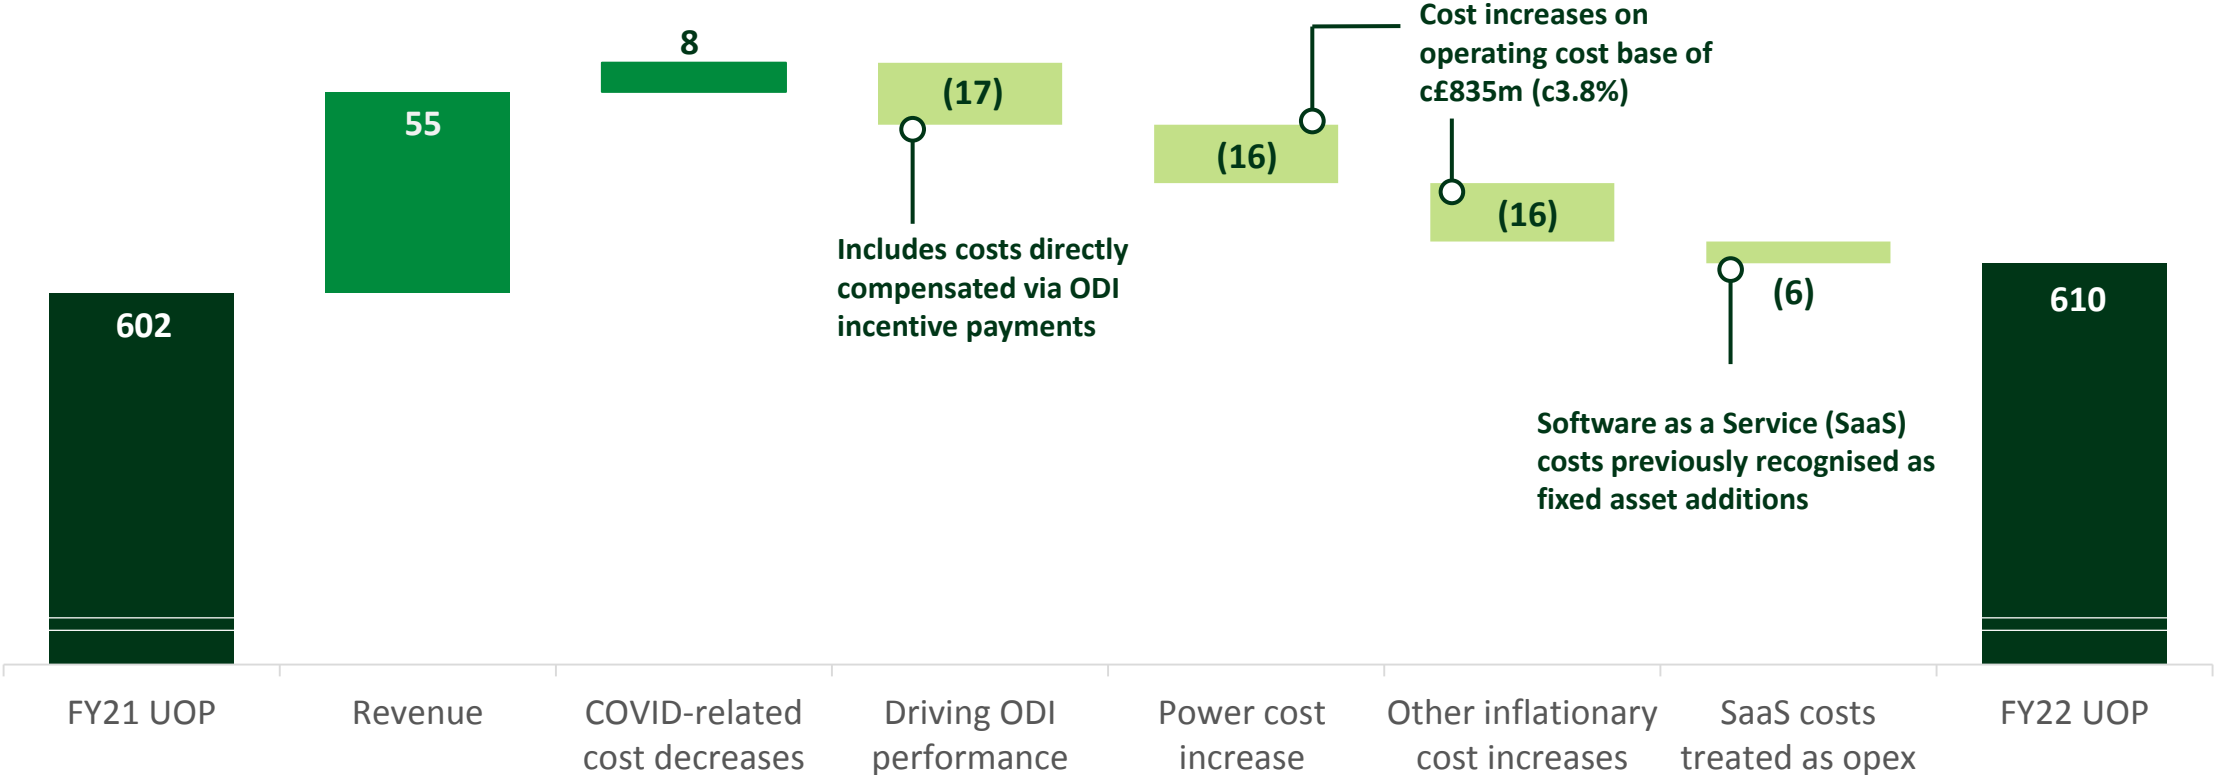 Cost increases on
operating cost base of
c£835m (c3.8%)
8
(17)
55
(16)
(16)
Includes costs directly
compensated via ODI
incentive payments
(6)
602
610
Software as a Service (SaaS)
costs previously recognised as
fixed asset additions
FY21 UOP
Revenue
COVID-related
cost decreases
Driving ODI
performance
Power cost
increase
Other inflationary
cost increases
SaaS costs
treated as opex
FY22 UOP